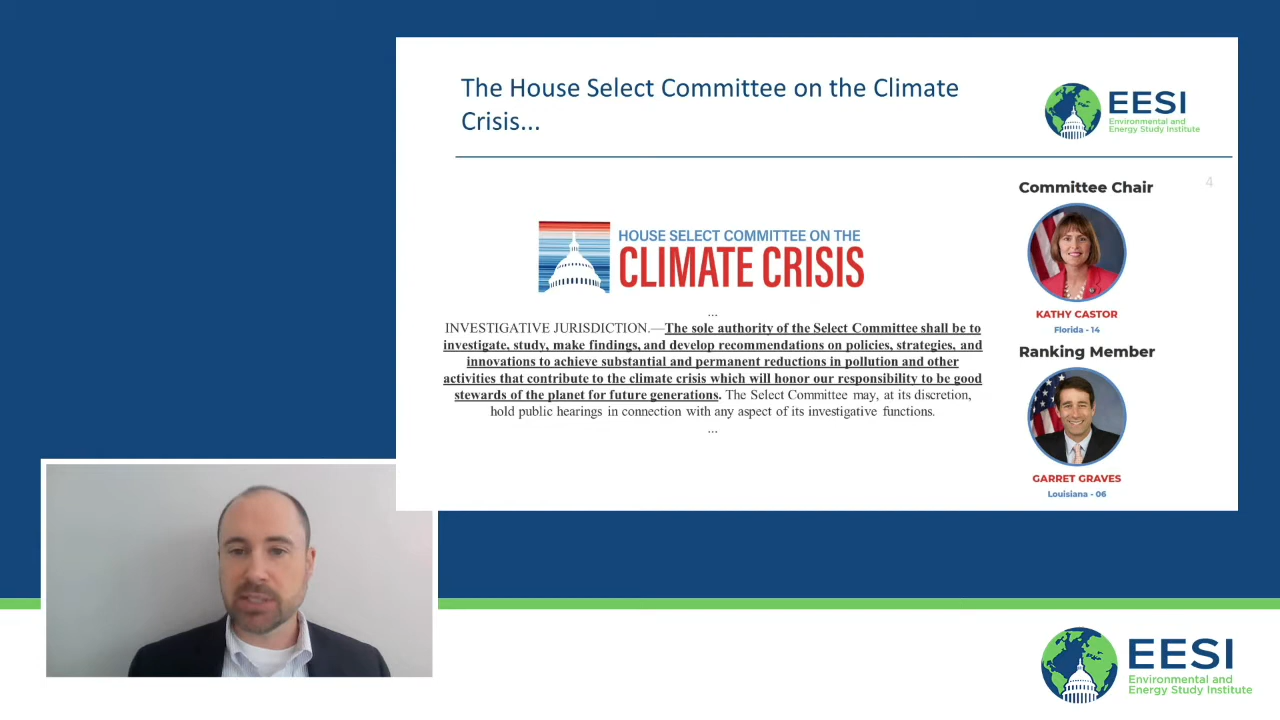 The House Select Committee on the Climate
Crisis...
EESI
Environmental and
Energy Study Institute
4
HOUSE SELECT COMMITTEE ON THE
CLIMATE CRISIS
...
INVESTIGATIVE JURISDICTION.—The sole authority of the Select Committee shall be to
investigate, study, make findings, and develop recommendations on policies, strategies, and
innovations to achieve substantial and permanent reductions in pollution and other
activities that contribute to the climate crisis which will honor our responsibility to be good
stewards of the planet for future generations. The Select Committee may, at its discretion,
hold public hearings in connection with any aspect of its investigative functions.
...
Committee Chair
KATHY CASTOR
Florida - 14
Ranking Member
GARRET GRAVES
Louisiana - 06
EESI
Environmental and
Energy Study Institute